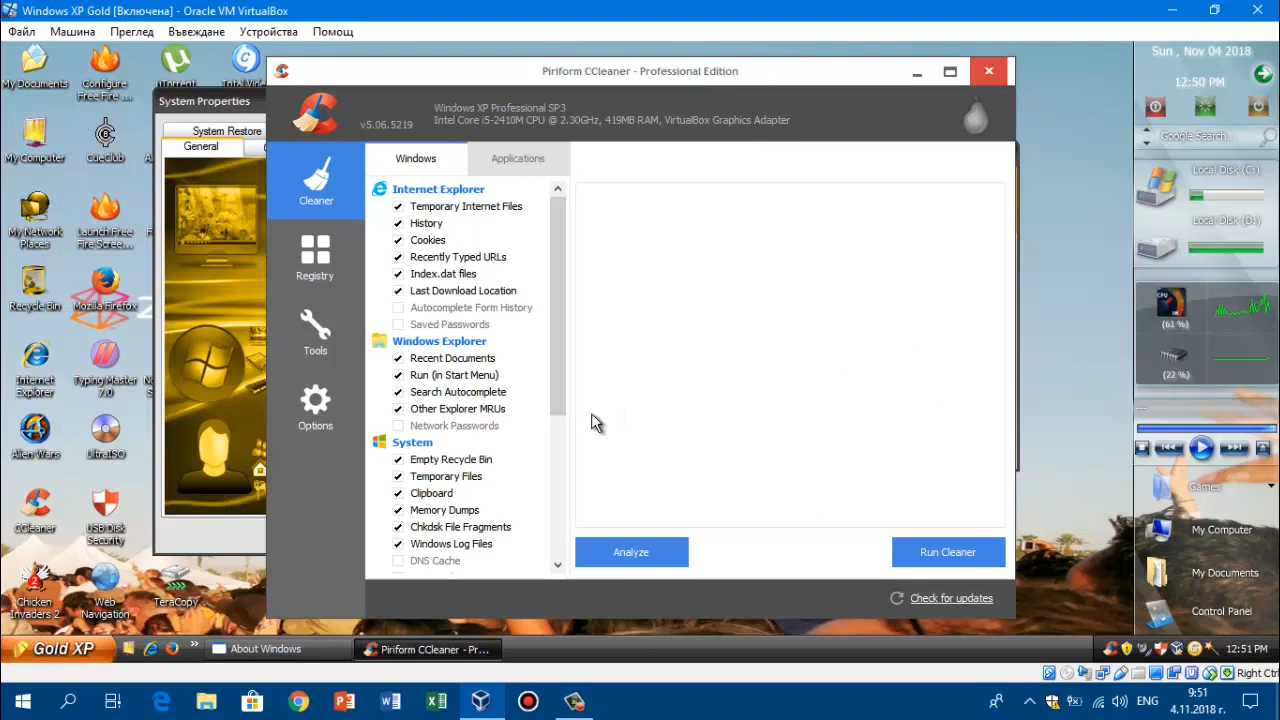 Windows XP Gold [Включена] - Oracle VM VirtualBox
Файл Машина Преглед Въвеждане Устройства Помощ
My Documents
Configure Free Fire ...
uTorrent
My Computer
CueClub
My Network Places
Launch Free Fire Scree...
Recycle Bin
Mozilla Firefox
Internet Explorer
Typing Master 7.0
Alien Wars
UltraISO
CCleaner
USB Disk Security
Chicken Invaders 2
Web Navigation
TeraCopy
System Properties
System Restore
General
Piriform CCleaner - Professional Edition
v5.06.5219
Windows XP Professional SP3
Intel Core i5-2410M CPU @ 2.30GHz, 419MB RAM, VirtualBox Graphics Adapter
Cleaner
Registry
Tools
Options
Windows
Applications
Internet Explorer
Temporary Internet Files
History
Cookies
Recently Typed URLs
Index.dat files
Last Download Location
Autocomplete Form History
Saved Passwords
Windows Explorer
Recent Documents
Run (in Start Menu)
Search Autocomplete
Other Explorer MRUs
Network Passwords
System
Empty Recycle Bin
Temporary Files
Clipboard
Memory Dumps
Chkdsk File Fragments
Windows Log Files
DNS Cache
Analyze
Run Cleaner
Check for updates
Sun , Nov 04 2018
12:50 PM
Google Search...
Local Disk (C:)
Local Disk (D:)
CPU
(61 %)
(22 %)
Games
My Computer
My Documents
Control Panel
Gold XP
About Windows
Piriform CCleaner - Pr...
12:51 PM
Right Ctrl
ENG
9:51
4.11.2018 г.